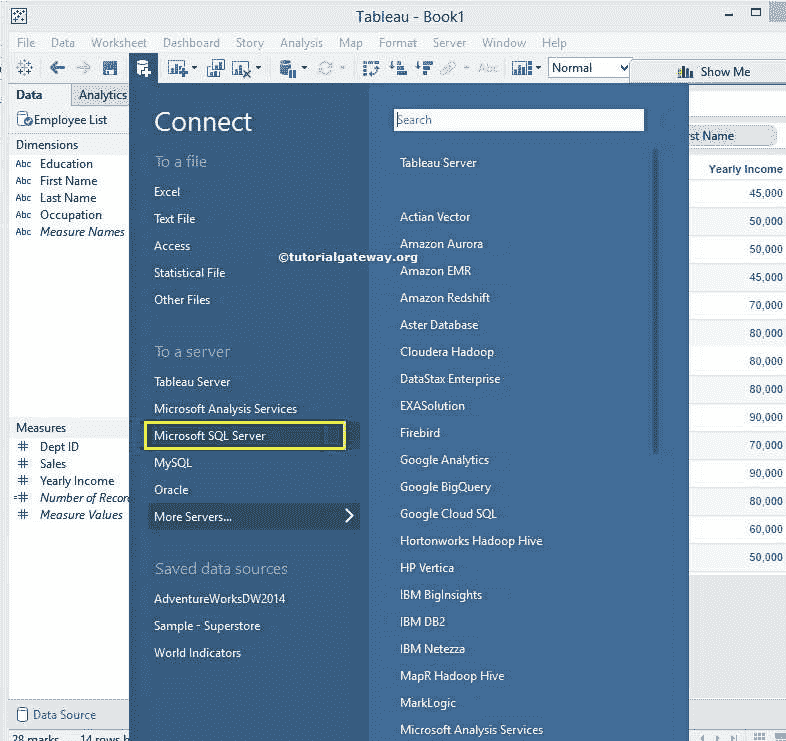 Tableau - Book1
File Data Worksheet Dashboard Story Analysis Map Format Server Window Help
Abc Normal Show Me
Data Analytics
Employee List
Dimensions
Abc Education
Abc First Name
Abc Last Name
Abc Occupation
Abc Measure Names
Measures
# Dept ID
# Sales
# Yearly Income
=# Number of Recor
# Measure Values
Data Source
28 marks 14 rows b
Connect
To a file
Excel
Text File
Access
Statistical File
Other Files
To a server
Tableau Server
Microsoft Analysis Services
Microsoft SQL Server
MySQL
Oracle
More Servers...
Saved data sources
AdventureWorksDW2014
Sample - Superstore
World Indicators
©tutorialgateway.org
Search
Tableau Server
Actian Vector
Amazon Aurora
Amazon EMR
Amazon Redshift
Aster Database
Cloudera Hadoop
DataStax Enterprise
EXASolution
Firebird
Google Analytics
Google BigQuery
Google Cloud SQL
Hortonworks Hadoop Hive
HP Vertica
IBM BigInsights
IBM DB2
IBM Netezza
MapR Hadoop Hive
MarkLogic
Microsoft Analysis Services
rst Name
Yearly Income
45,000
50,000
50,000
45,000
70,000
80,000
80,000
80,000
90,000
70,000
90,000
80,000
60,000
50,000